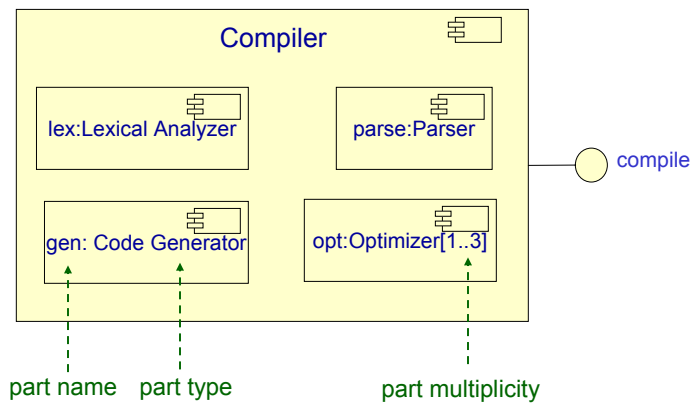 Compiler
lex:Lexical Analyzer
parse:Parser
compile
gen: Code Generator
opt:Optimizer[1..3]
part name
part type
part multiplicity